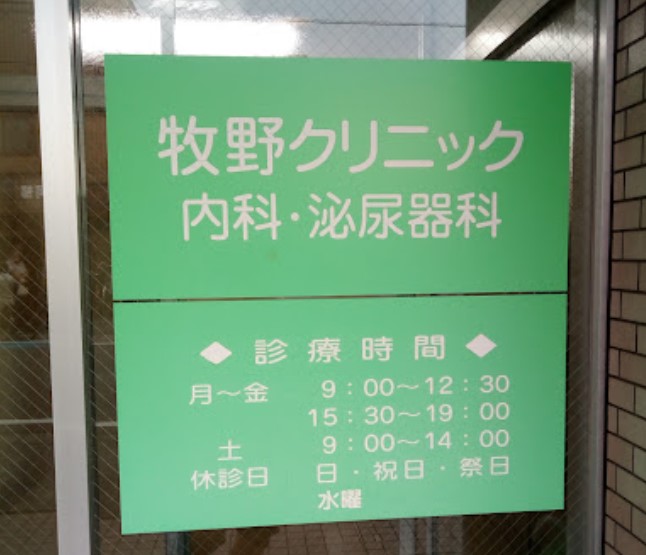 牧野クリニック
内科・泌尿器科
◆診療時間◆
月〜金 9:00〜12:30
15:30〜19:00
土 9:00〜14:00
休診日 日・祝日・祭日
水曜